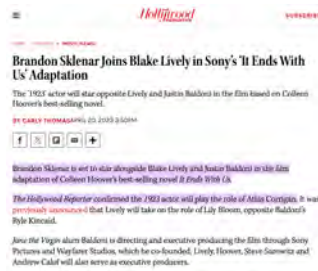 Hollywood
SUBSCRIBE
Brandon Sklenar Joins Blake Lively in Sony's 'It Ends With
Us' Adaptation
The '1923' actor will star opposite Lively and Justin Baldoni in the film based on Colleen
Hoover's best-selling novel.
BY CARLY THOMAS APRIL 20, 2023 2:50PM
Brandon Sklenar is set to star alongside Blake Lively and Justin Baldoni in the film
adaptation of Colleen Hoover's best-selling novel It Ends With Us.
The Hollywood Reporter confirmed the 1923 actor will play the role of Atlas Corrigan. It was
previously announced that Lively will take on the role of Lily Bloom, opposite Baldoni's
Ryle Kincaid.
Jane the Virgin alum Baldoni is directing and executive producing the film through Sony
Pictures and Wayfarer Studios, which he co-founded. Lively, Hoover, Steve Sarowitz and
Andrew Calof will also serve as executive producers.